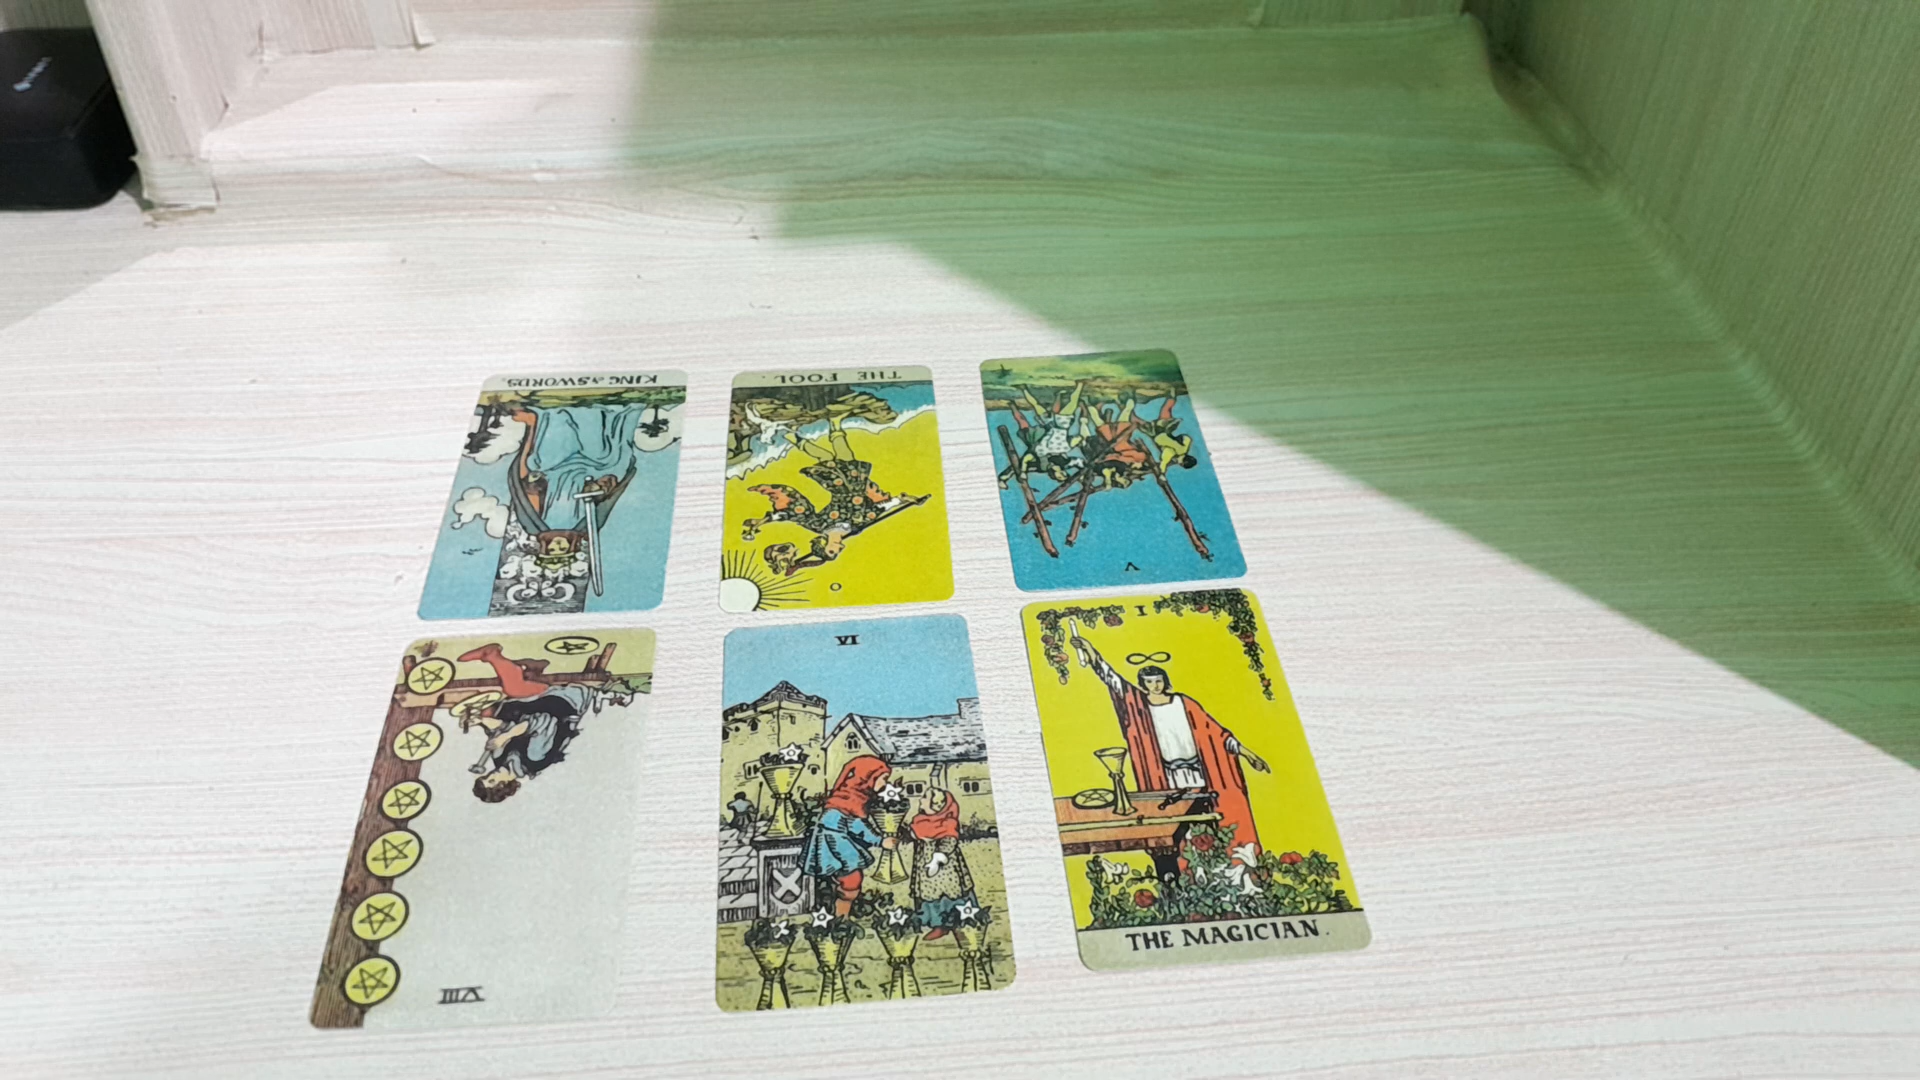 KING of SWORDS.
THE FOOL.
0
V
I
THE MAGICIAN.
VI
VIII